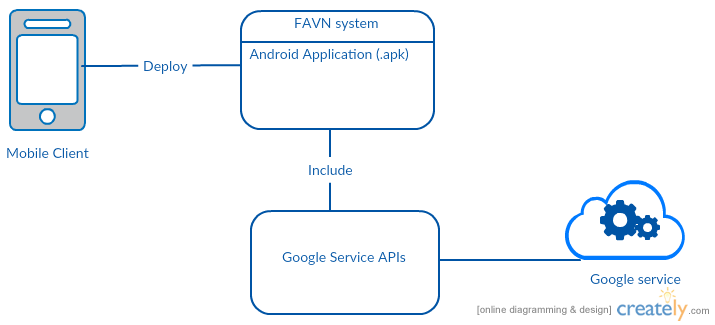 FAVN system
Android Application (.apk)
Deploy
Mobile Client
Include
Google Service APIs
Google service
[online diagramming & design] creately.com